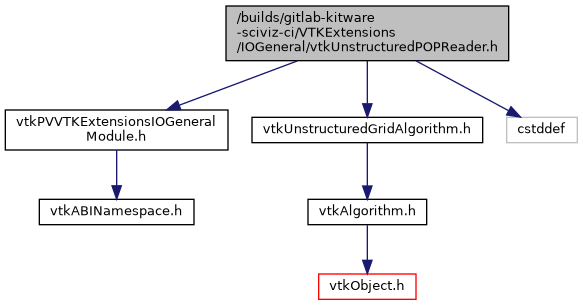 /builds/gitlab-kitware
-sciviz-ci/VTKExtensions
/IOGeneral/vtkUnstructuredPOPReader.h
vtkPVVTKExtensionsIOGeneral
Module.h
vtkUnstructuredGridAlgorithm.h
cstddef
vtkABINamespace.h
vtkAlgorithm.h
vtkObject.h